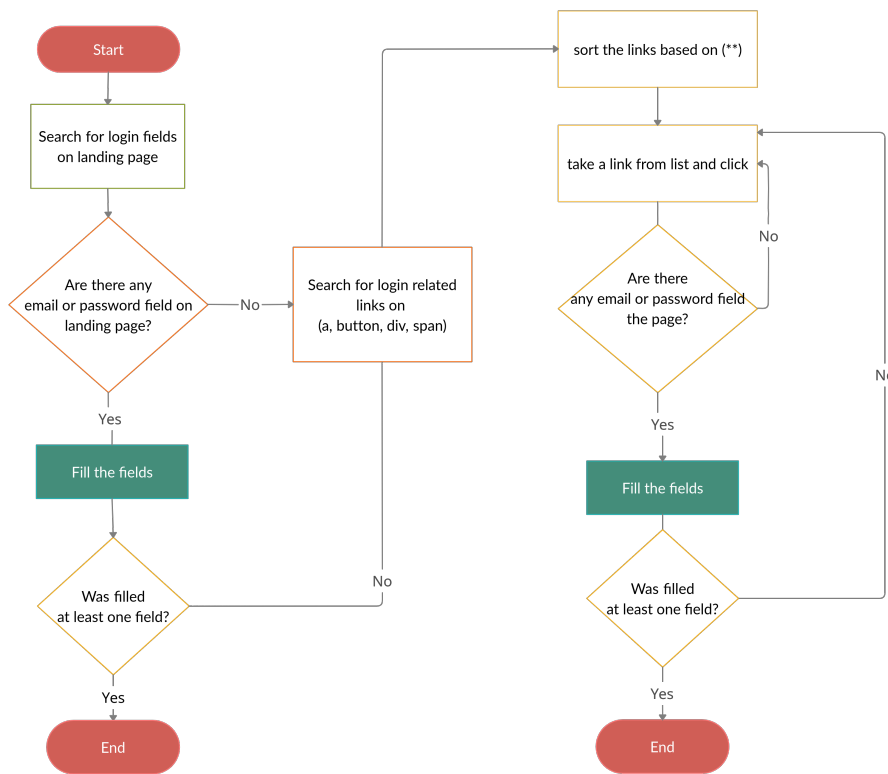 Start
Search for login fields
on landing page
Are there any
email or password field on
landing page?
No
Yes
Fill the fields
Was filled
at least one field?
No
Yes
End
Search for login related
links on
(a, button, div, span)
sort the links based on (**)
take a link from list and click
No
Are there
any email or password field
the page?
Yes
Fill the fields
Was filled
at least one field?
Yes
End